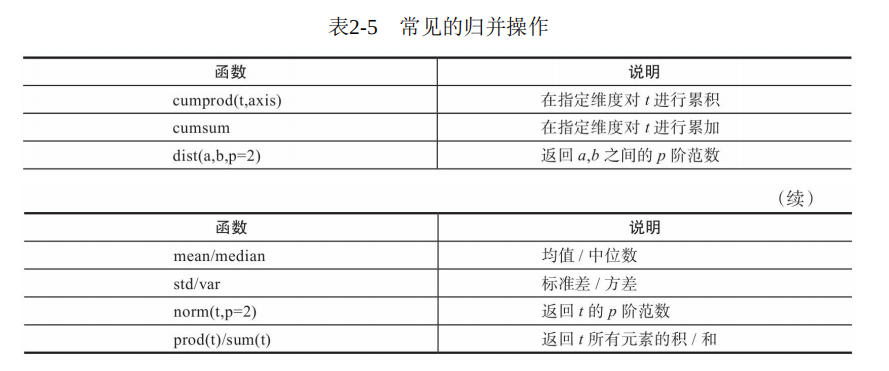 表2-5 常见的归并操作
函数 说明
cumprod(t,axis) 在指定维度对 t 进行累积
cumsum 在指定维度对 t 进行累加
dist(a,b,p=2) 返回 a,b 之间的 p 阶范数
（续）
函数 说明
mean/median 均值 / 中位数
std/var 标准差 / 方差
norm(t,p=2) 返回 t 的 p 阶范数
prod(t)/sum(t) 返回 t 所有元素的积 / 和